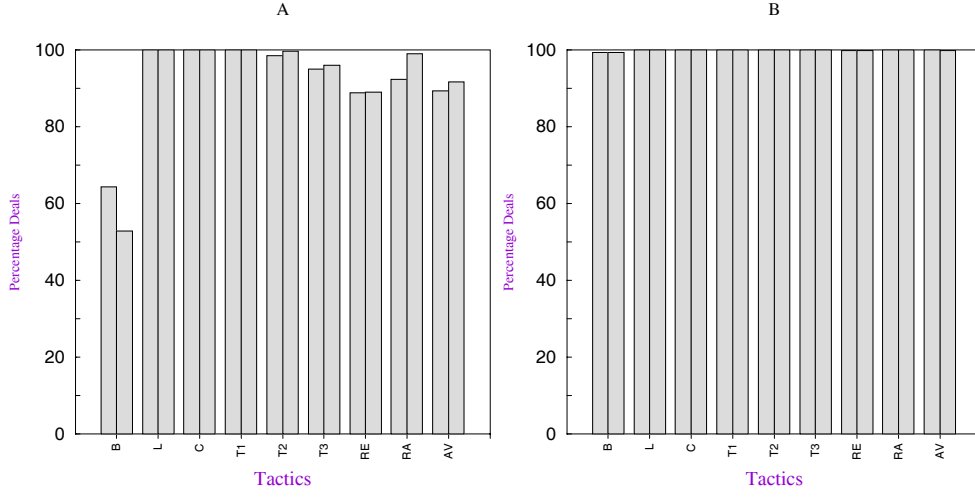 A
Percentage Deals
100
80
60
40
20
0
B L C T1 T2 T3 RE RA AV
Tactics
B
Percentage Deals
100
80
60
40
20
0
B L C T1 T2 T3 RE RA AV
Tactics